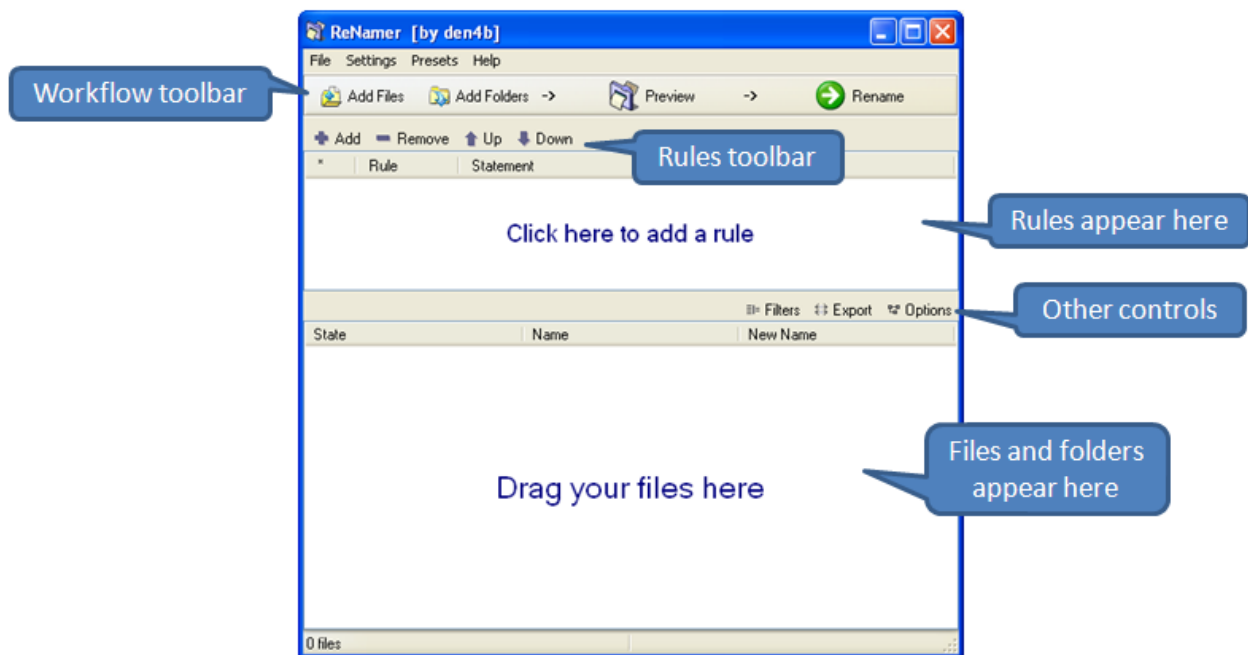 ReNamer [by den4b]
File Settings Presets Help
Workflow toolbar
Add Files Add Folders -> Preview -> Rename
Add Remove Up Down
Rules toolbar
* Rule Statement
Click here to add a rule
Rules appear here
Filters Export Options
Other controls
State Name New Name
Drag your files here
Files and folders
appear here
0 files